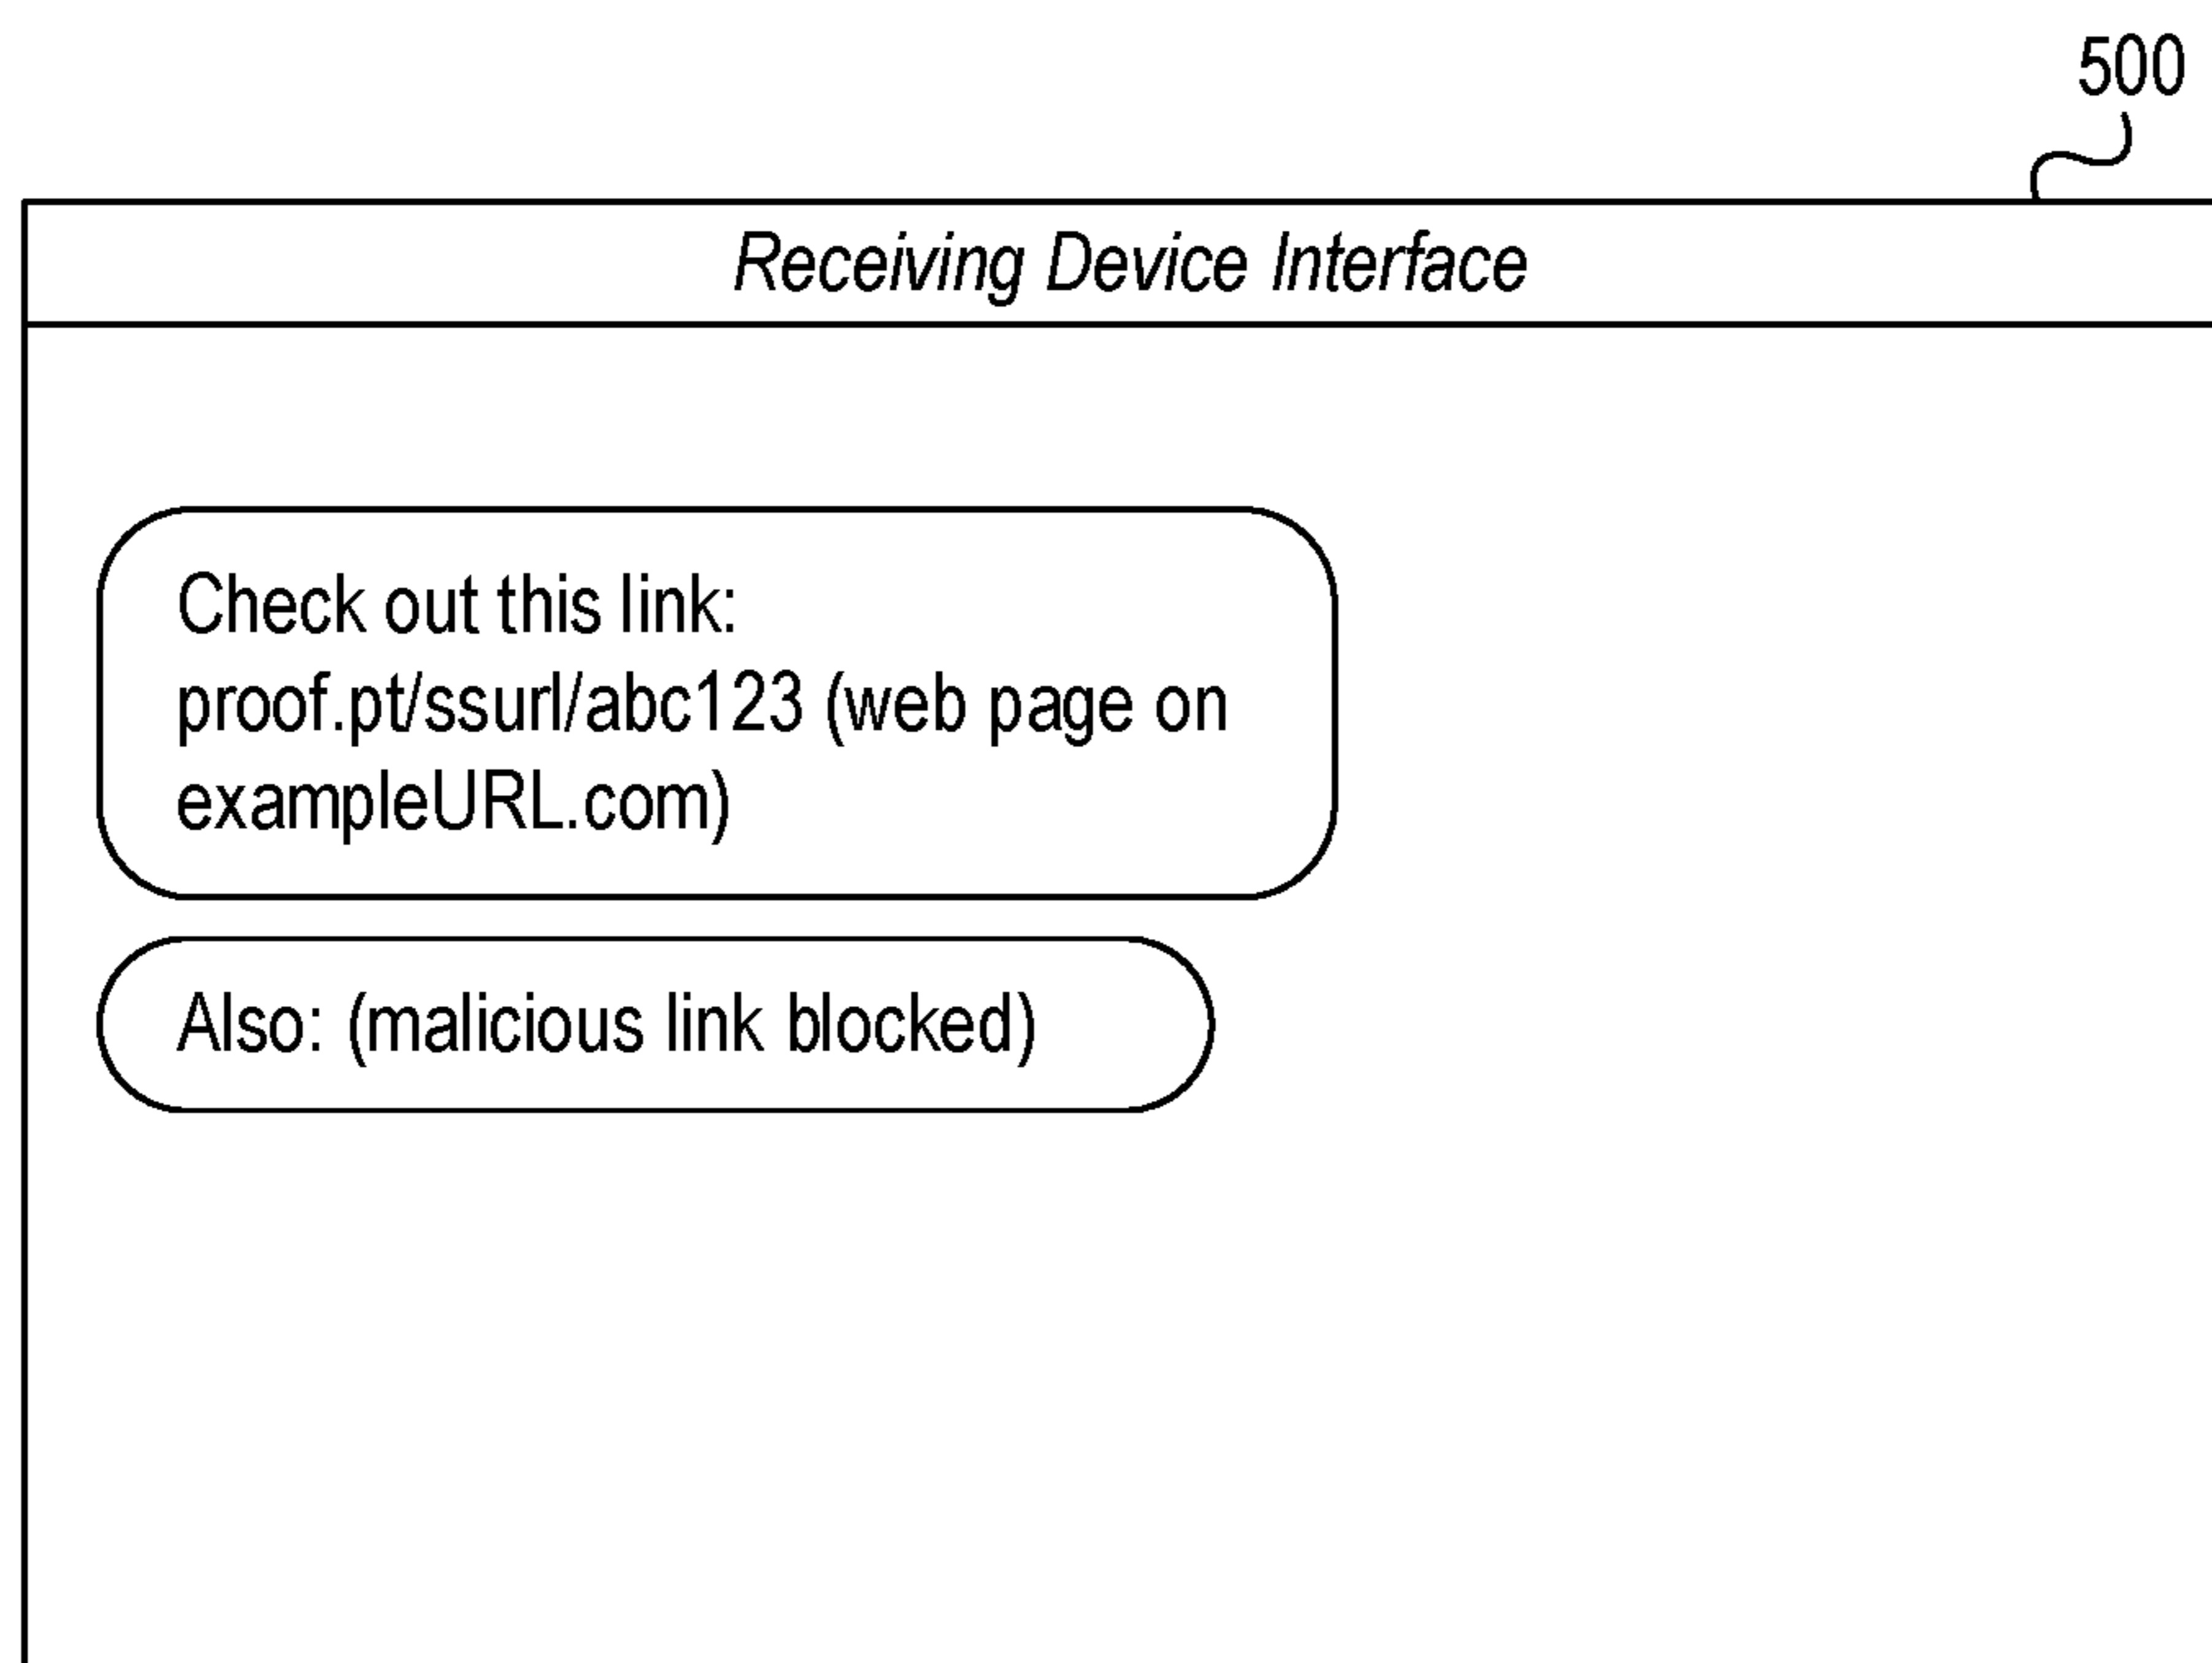 500
Receiving Device Interface
Check out this link:
proof.pt/ssurl/abc123 (web page on
exampleURL.com)
Also: (malicious link blocked)